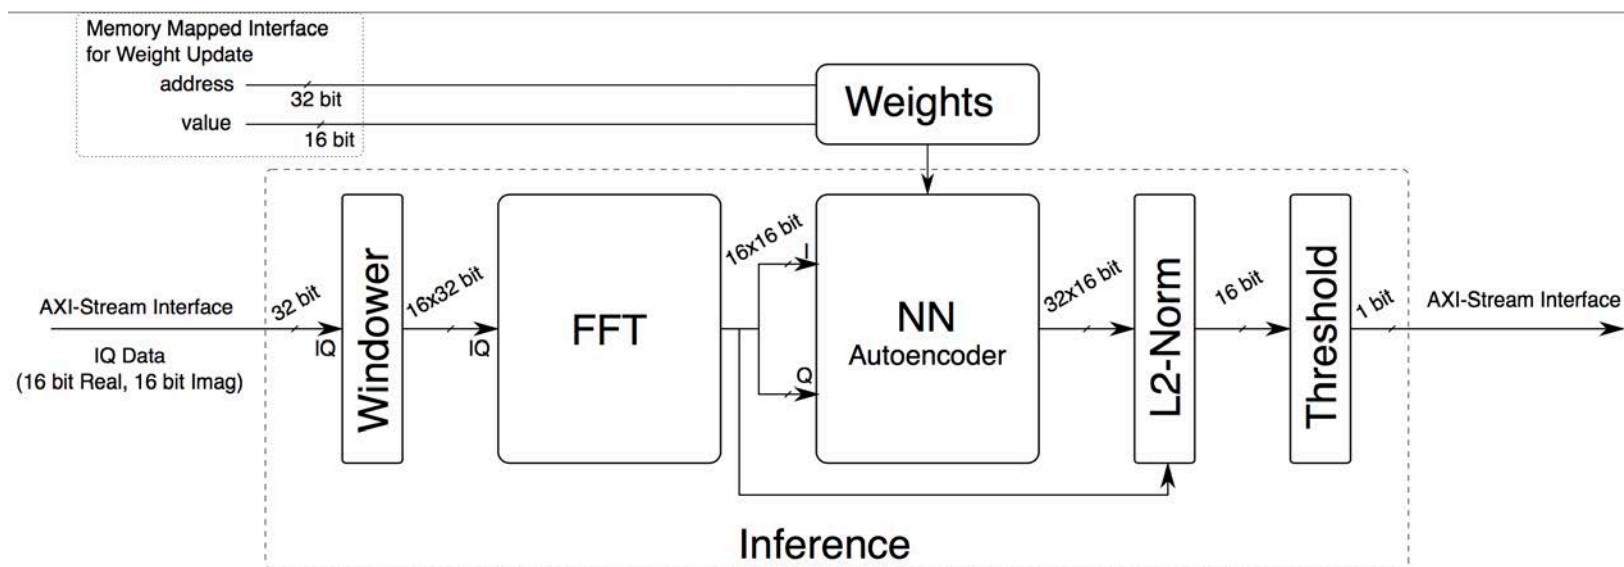 Memory Mapped Interface
for Weight Update
address
32 bit
value
16 bit
Weights
AXI-Stream Interface
IQ Data
(16 bit Real, 16 bit Imag)
32 bit
IQ
Windower
16x32 bit
IQ
FFT
16x16 bit
I
Q
NN
Autoencoder
32x16 bit
L2-Norm
16 bit
Threshold
1 bit
AXI-Stream Interface
Inference